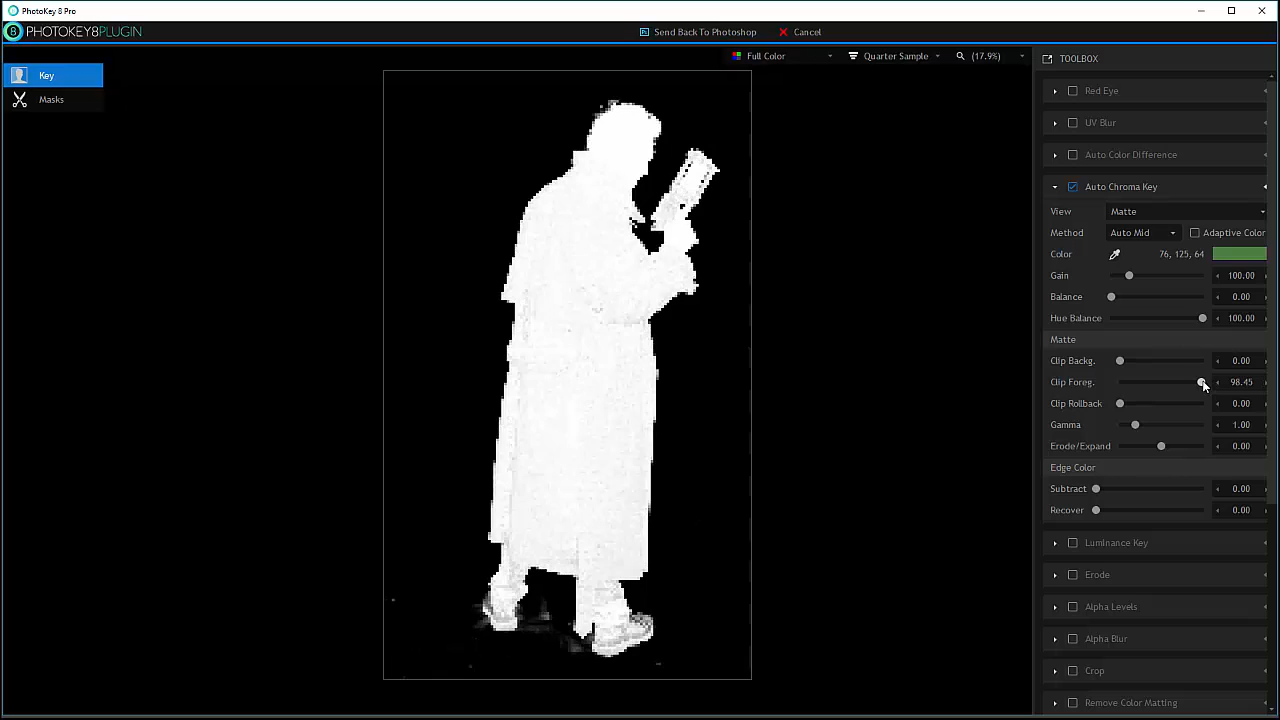 PhotoKey 8 Pro
8 PHOTOKEY8PLUGIN
Send Back To Photoshop
Cancel
Full Color
Quarter Sample
(17.9%)
TOOLBOX
Key
Masks
Red Eye
UV Blur
Auto Color Difference
Auto Chroma Key
View Matte
Method Auto Mid Adaptive Color
Color 76, 125, 64
Gain 100.00
Balance 0.00
Hue Balance 100.00
Matte
Clip Backg. 0.00
Clip Foreg. 98.45
Clip Rollback 0.00
Gamma 1.00
Erode/Expand 0.00
Edge Color
Subtract 0.00
Recover 0.00
Luminance Key
Erode
Alpha Levels
Alpha Blur
Crop
Remove Color Matting